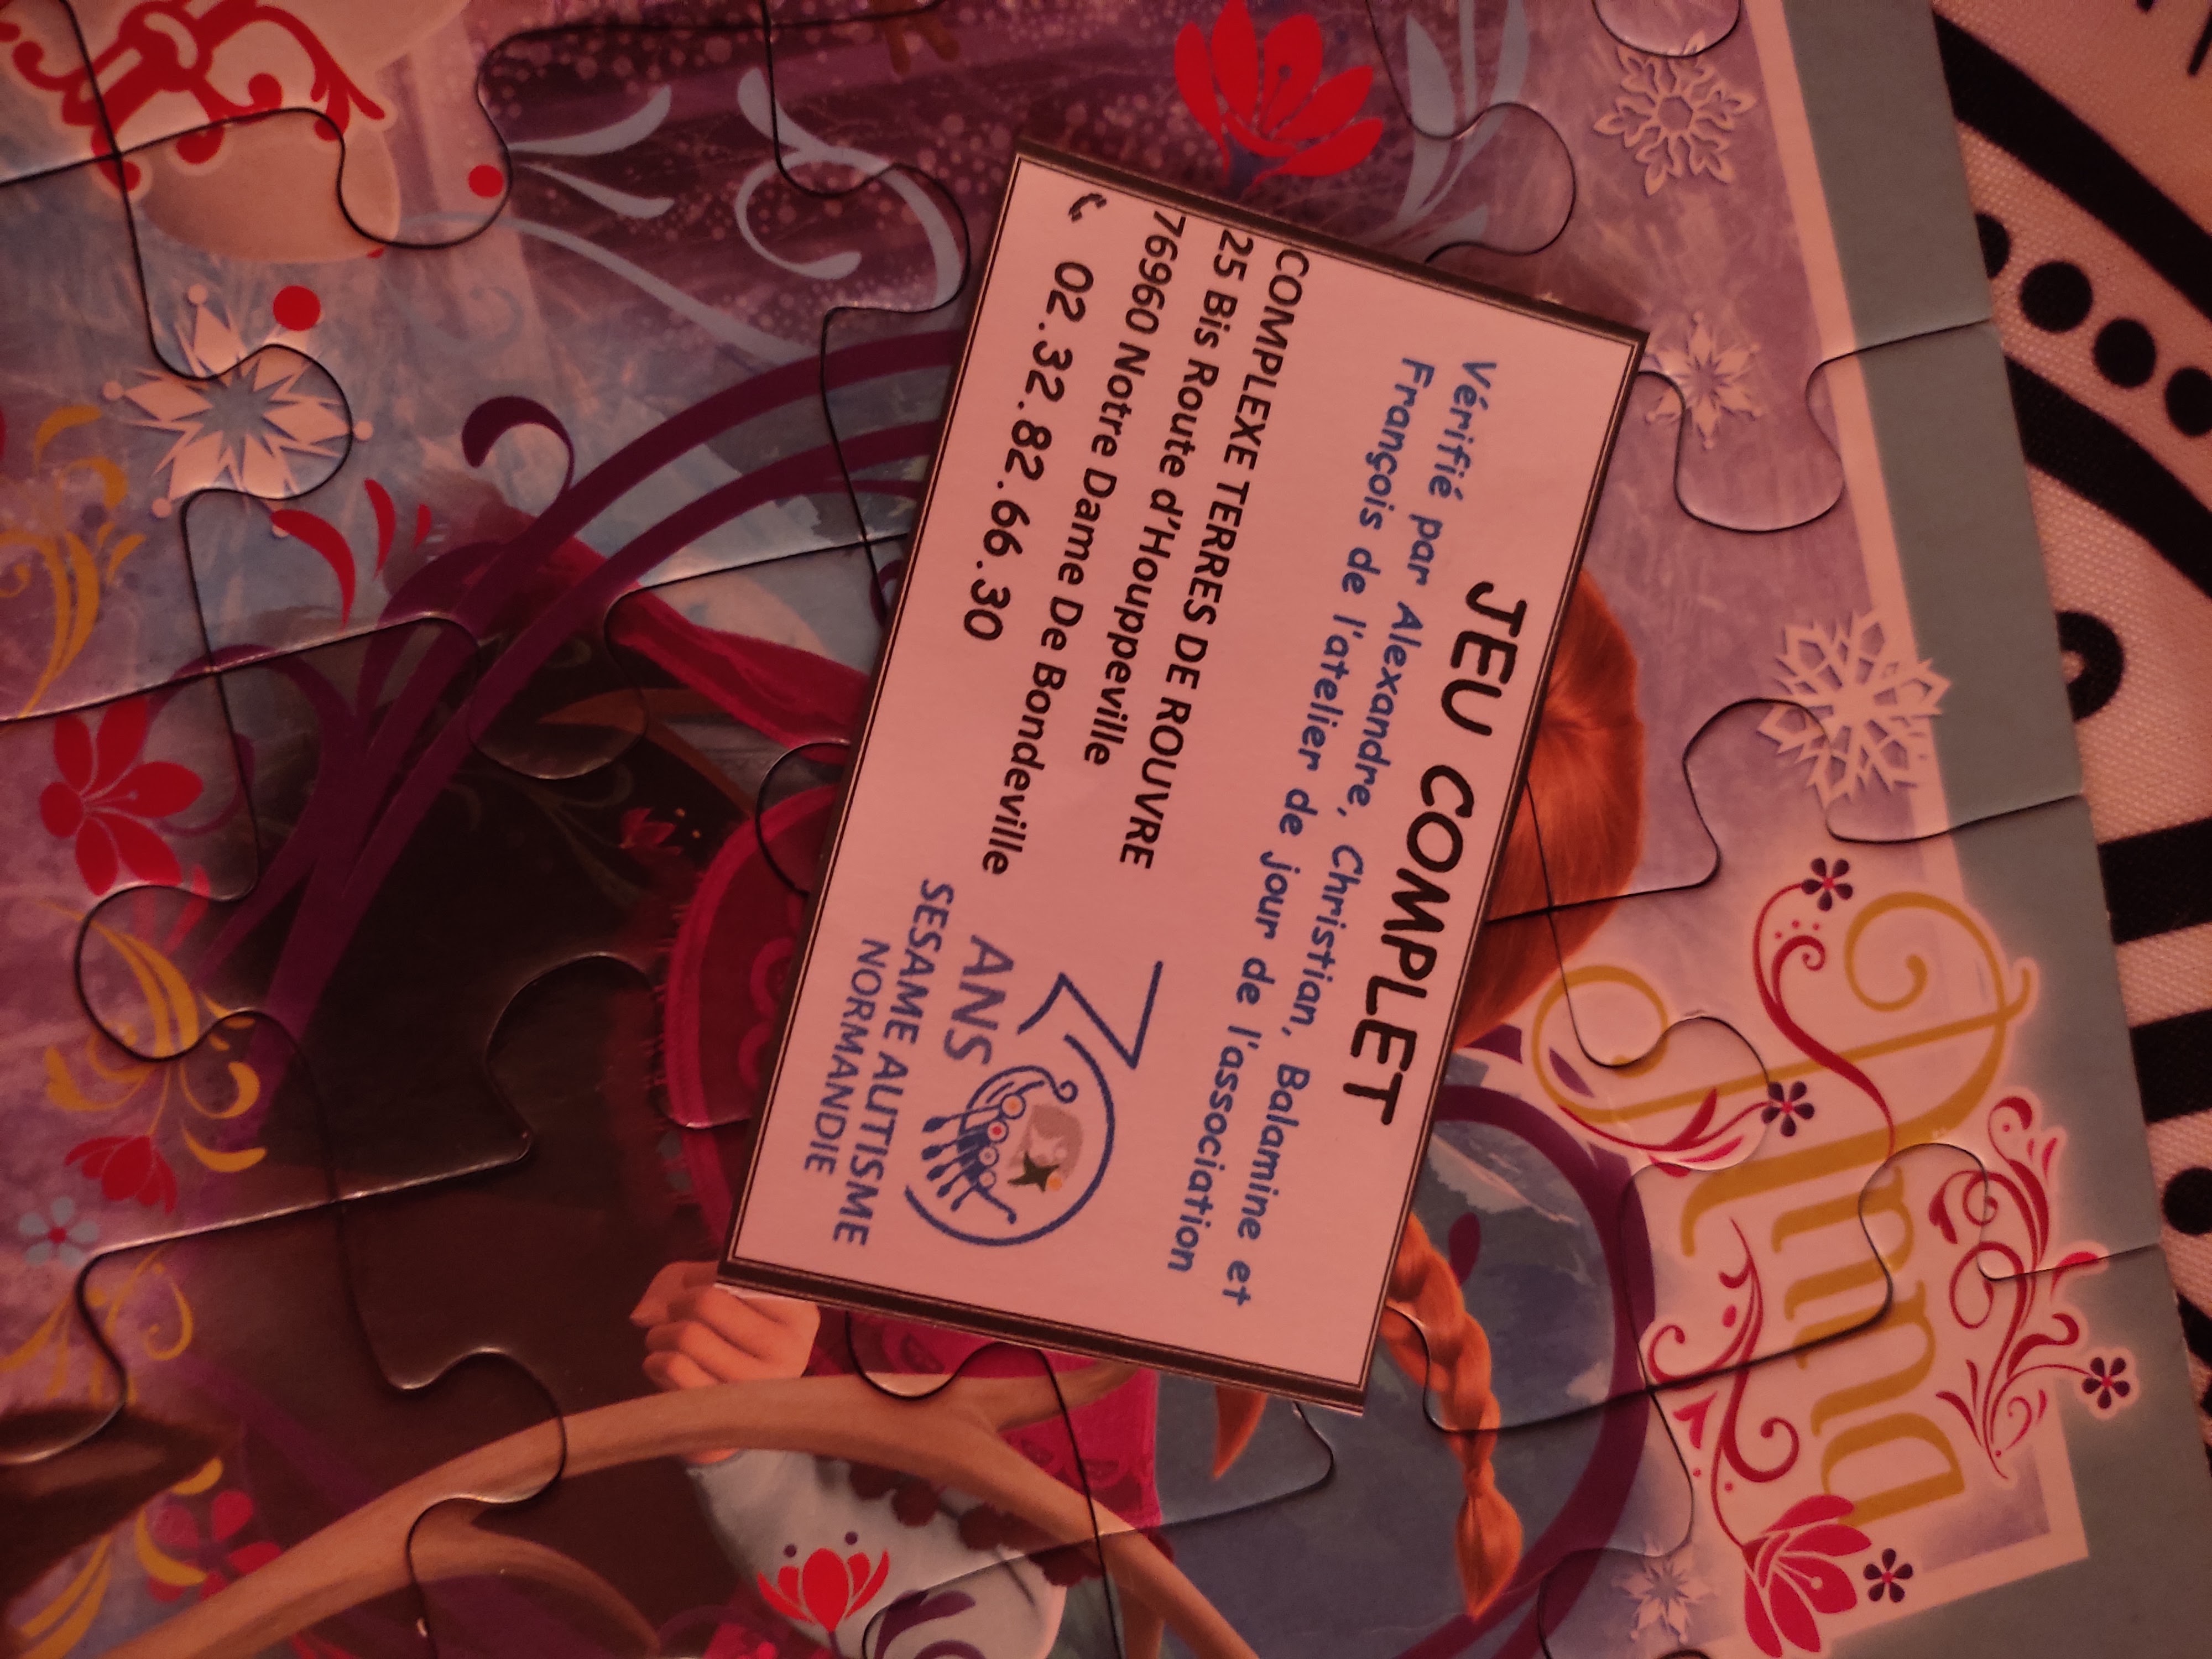 JEU COMPLET
Vérifié par Alexandre, Christian, Balamine et
François de l'atelier de jour de l'association
COMPLEXE TERRES DE ROUVRE
25 Bis Route d'Houppeville
76960 Notre Dame De Bondeville
02.32.82.66.30
ANS
SESAME AUTISME
NORMANDIE
Anna